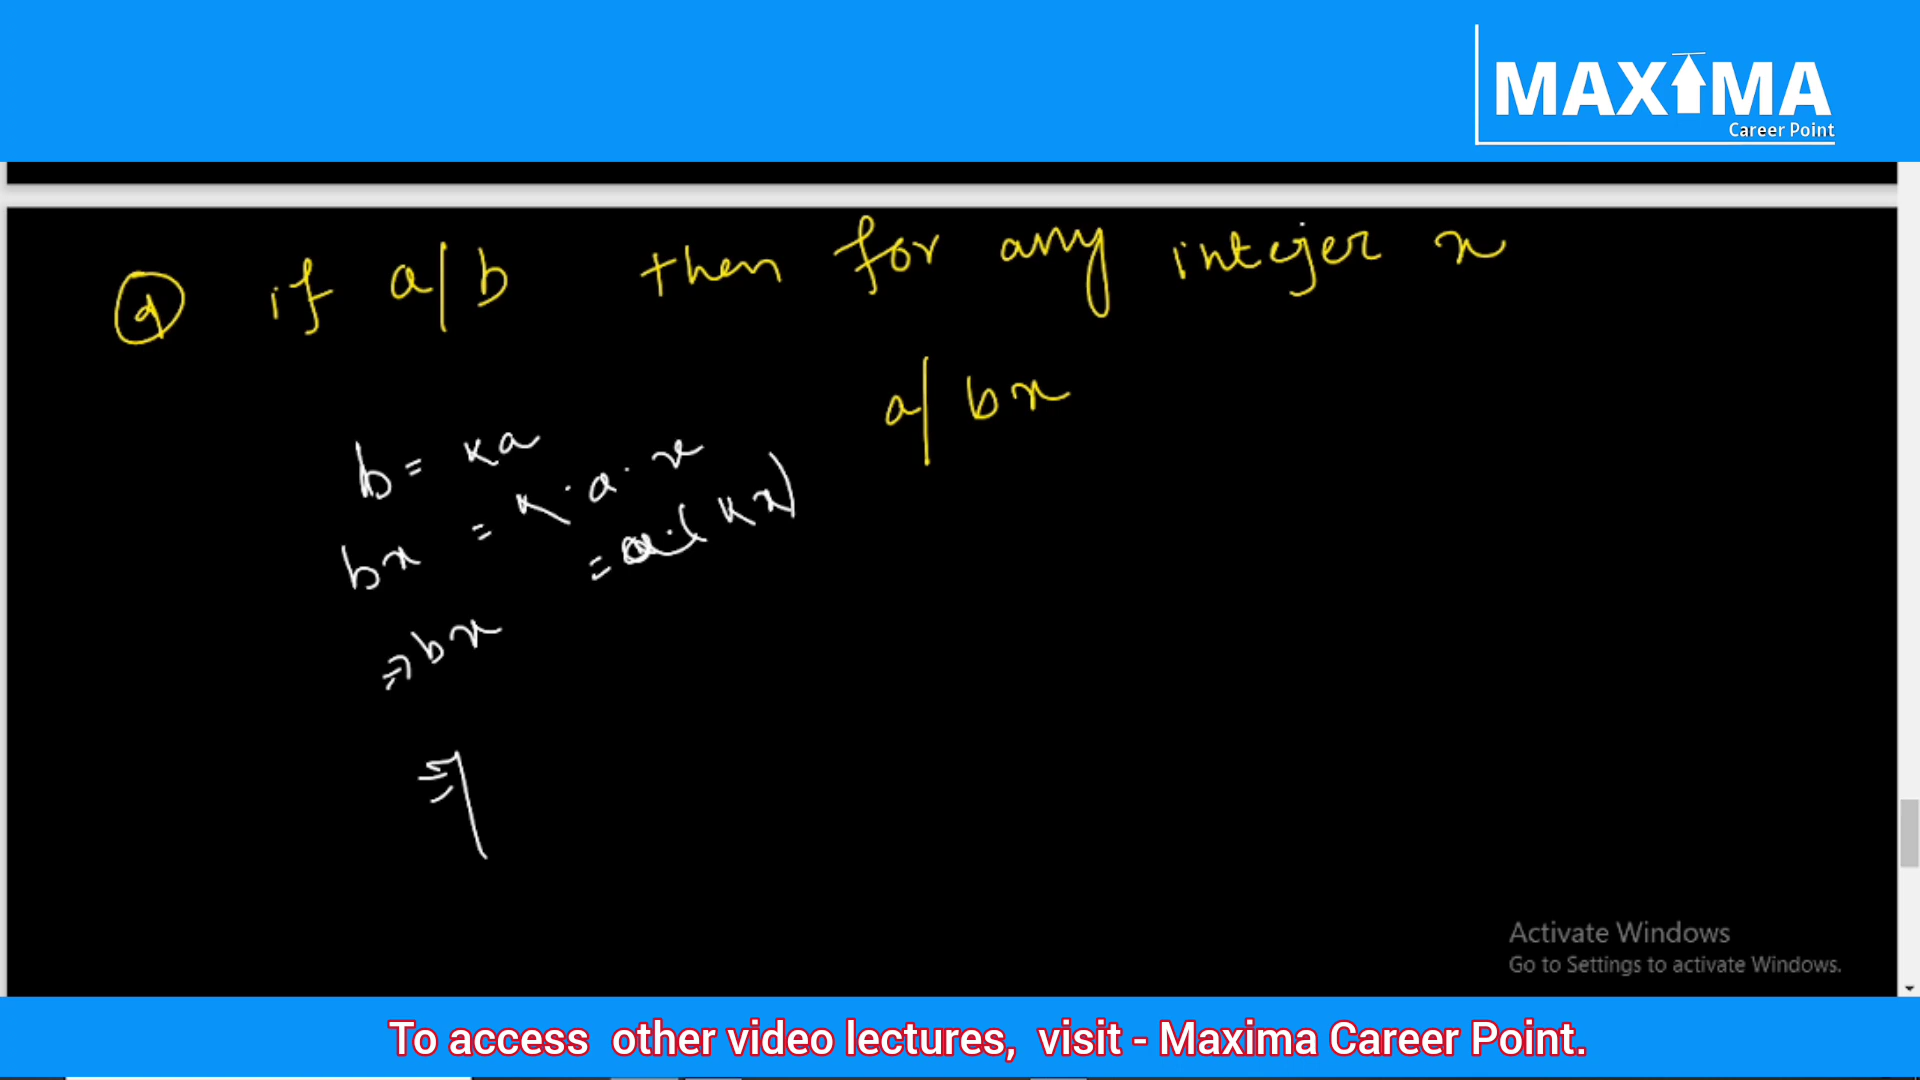 MAXIMA
Career Point
Q if a/b then for any integer x
a/bx
b = ka
bx = k·a·x
= a·(kx)
⇒ bx
⇒
Activate Windows
Go to Settings to activate Windows.
To access other video lectures, visit - Maxima Career Point.